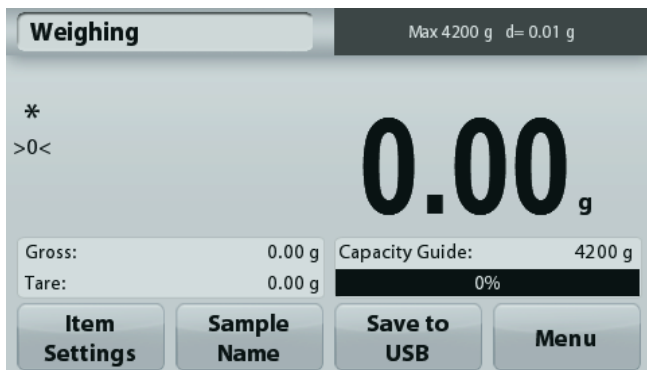 Weighing
Max 4200 g d= 0.01 g
*
>0<
0.00 g
Gross: 0.00 g
Tare: 0.00 g
Capacity Guide: 4200 g
0%
Item
Settings
Sample
Name
Save to
USB
Menu